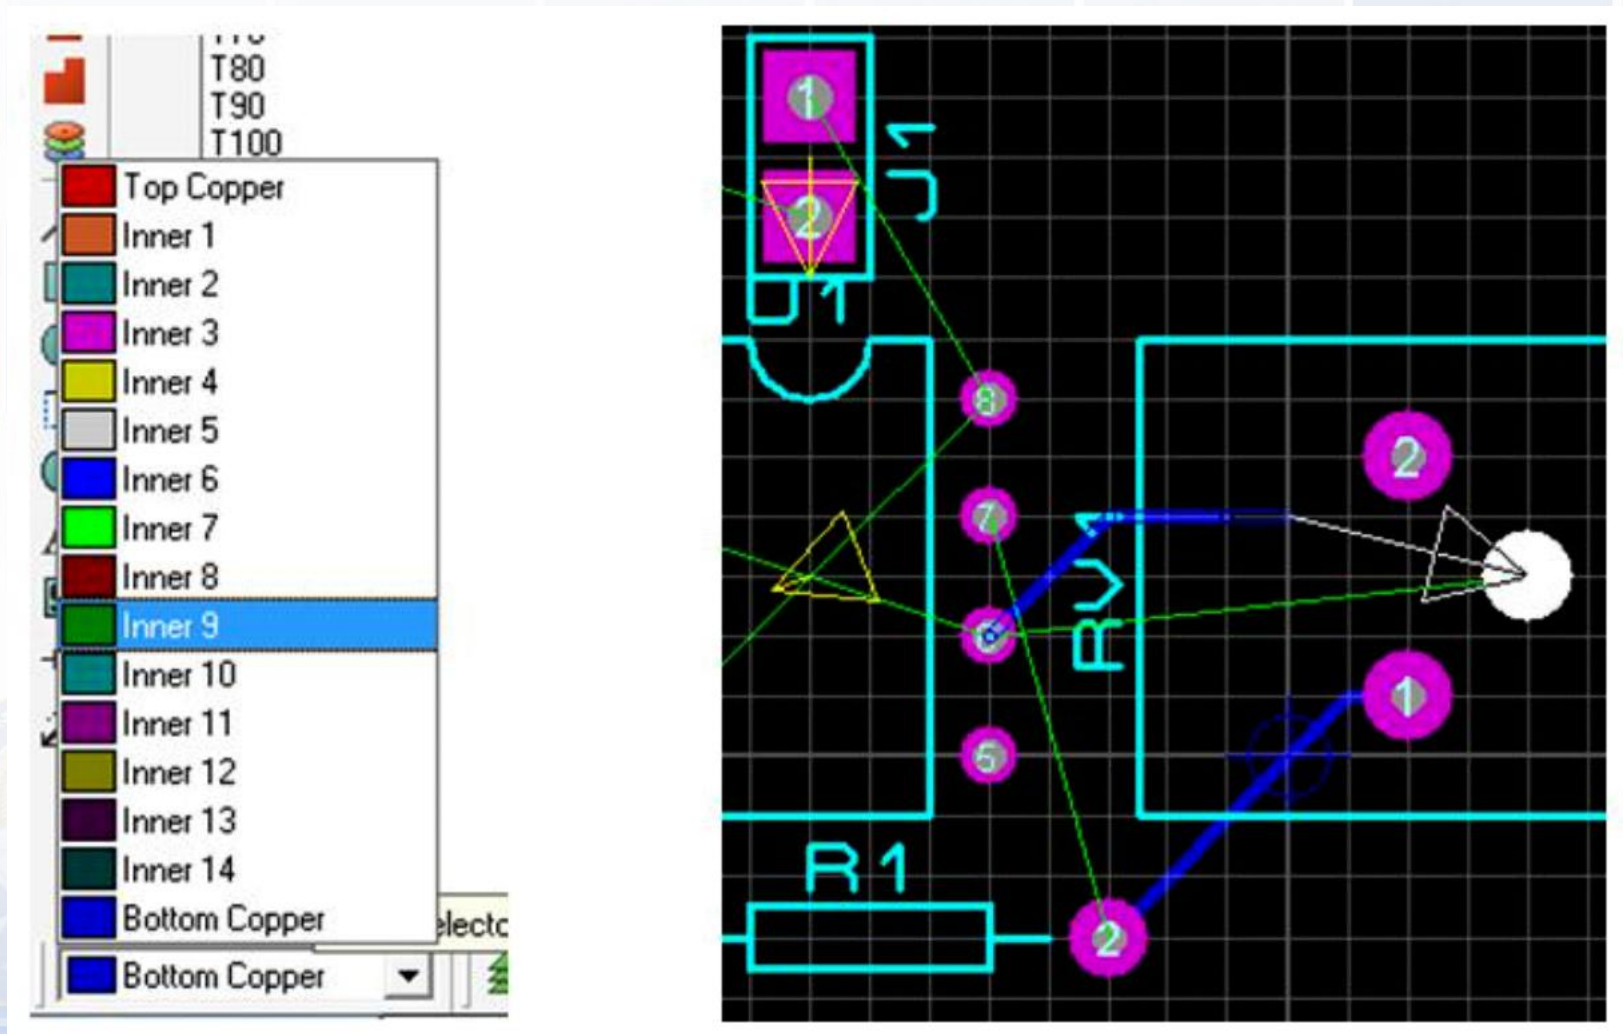 T80
T90
T100
Top Copper
Inner 1
Inner 2
Inner 3
Inner 4
Inner 5
Inner 6
Inner 7
Inner 8
Inner 9
Inner 10
Inner 11
Inner 12
Inner 13
Inner 14
Bottom Copper
Bottom Copper
1
J1
2
U1
8
2
7
RV1
1
5
R1
2